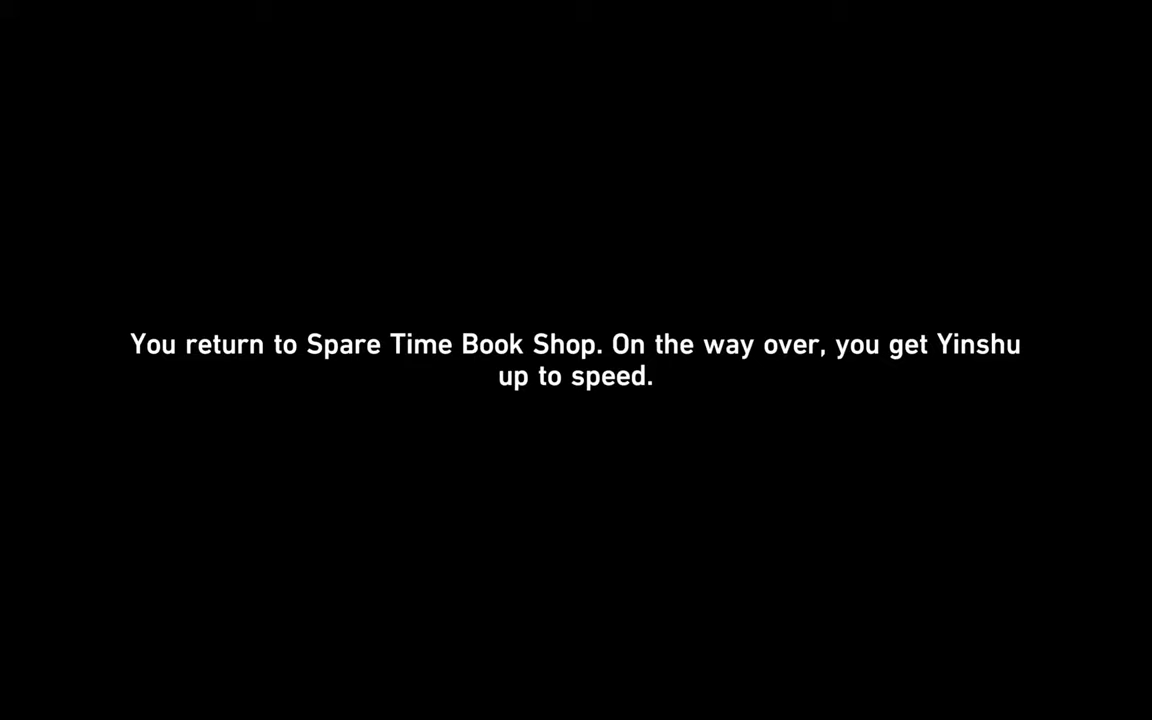 You return to Spare Time Book Shop. On the way over, you get Yinshu
up to speed.